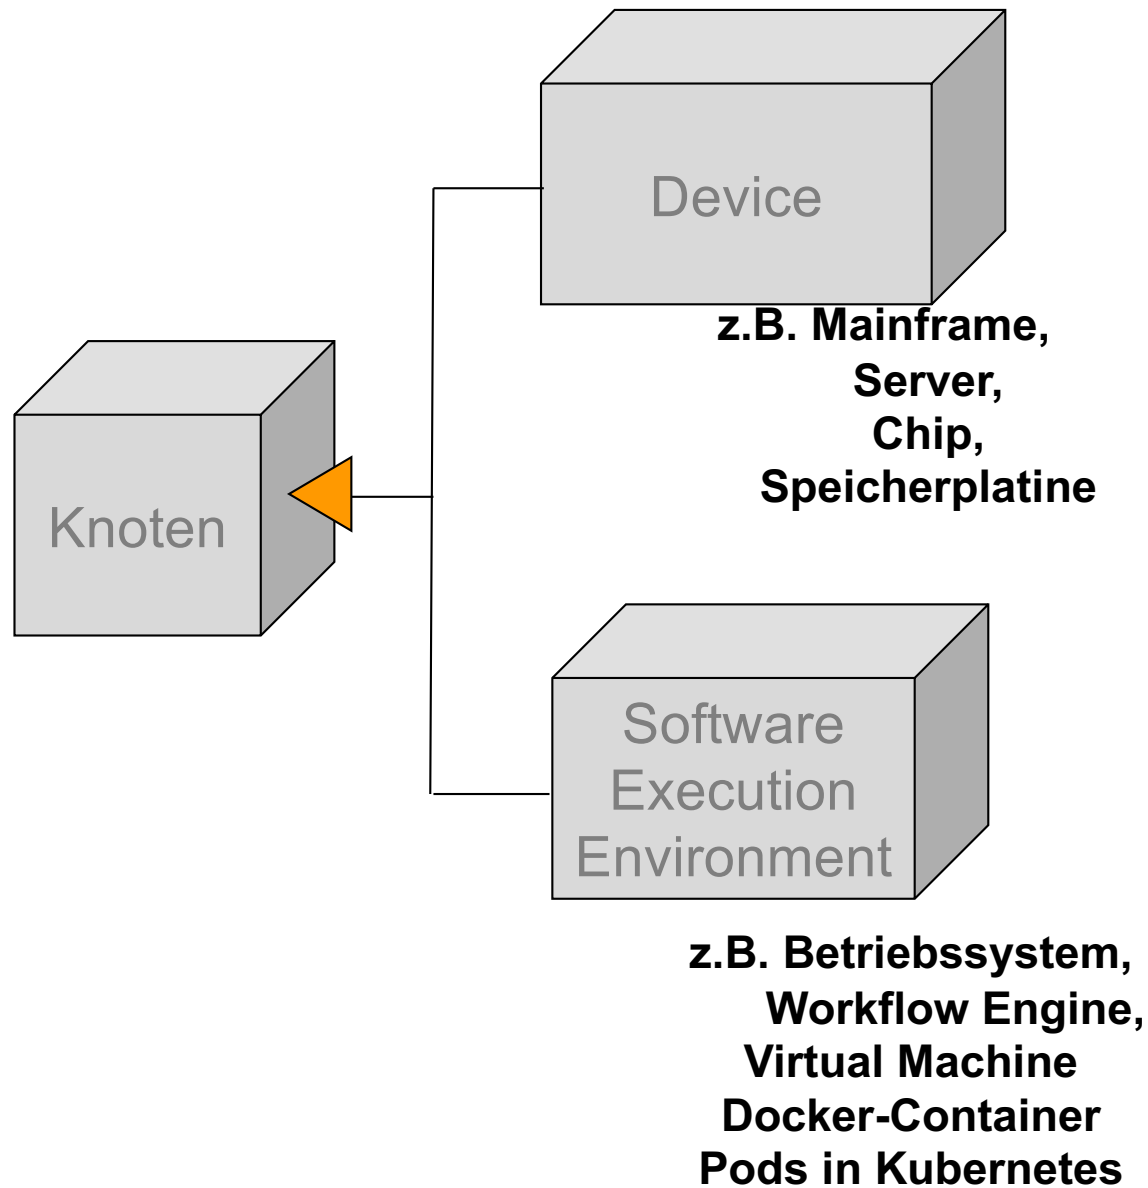 Device
z.B. Mainframe,
Server,
Chip,
Speicherplatine
Knoten
Software
Execution
Environment
z.B. Betriebssystem,
Workflow Engine,
Virtual Machine
Docker-Container
Pods in Kubernetes